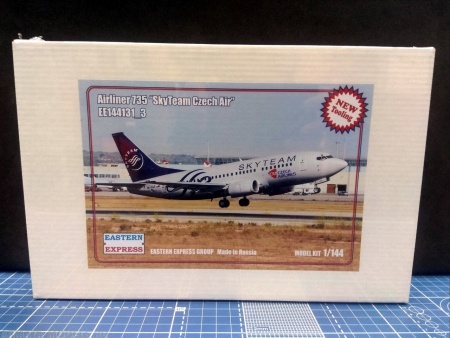 Airliner 735 "SkyTeam Czech Air"
EE144131_3
NEW
Tooling
SKYTEAM
CZECH
AIRLINES
EASTERN
EXPRESS
EASTERN EXPRESS GROUP Made in Russia
MODEL KIT 1/144